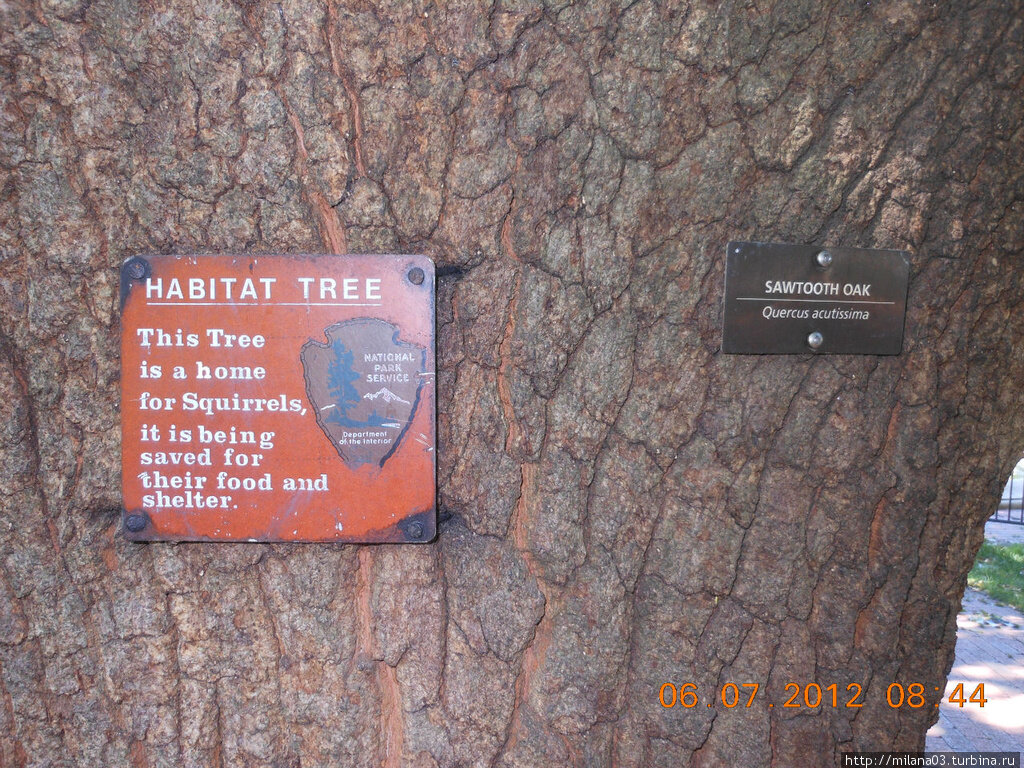 HABITAT TREE
This Tree
is a home
for Squirrels,
it is being
saved for
their food and
shelter.
NATIONAL
PARK
SERVICE
Department
of the Interior
SAWTOOTH OAK
Quercus acutissima
06.07.2012 08:44
http://milana03.turbina.ru